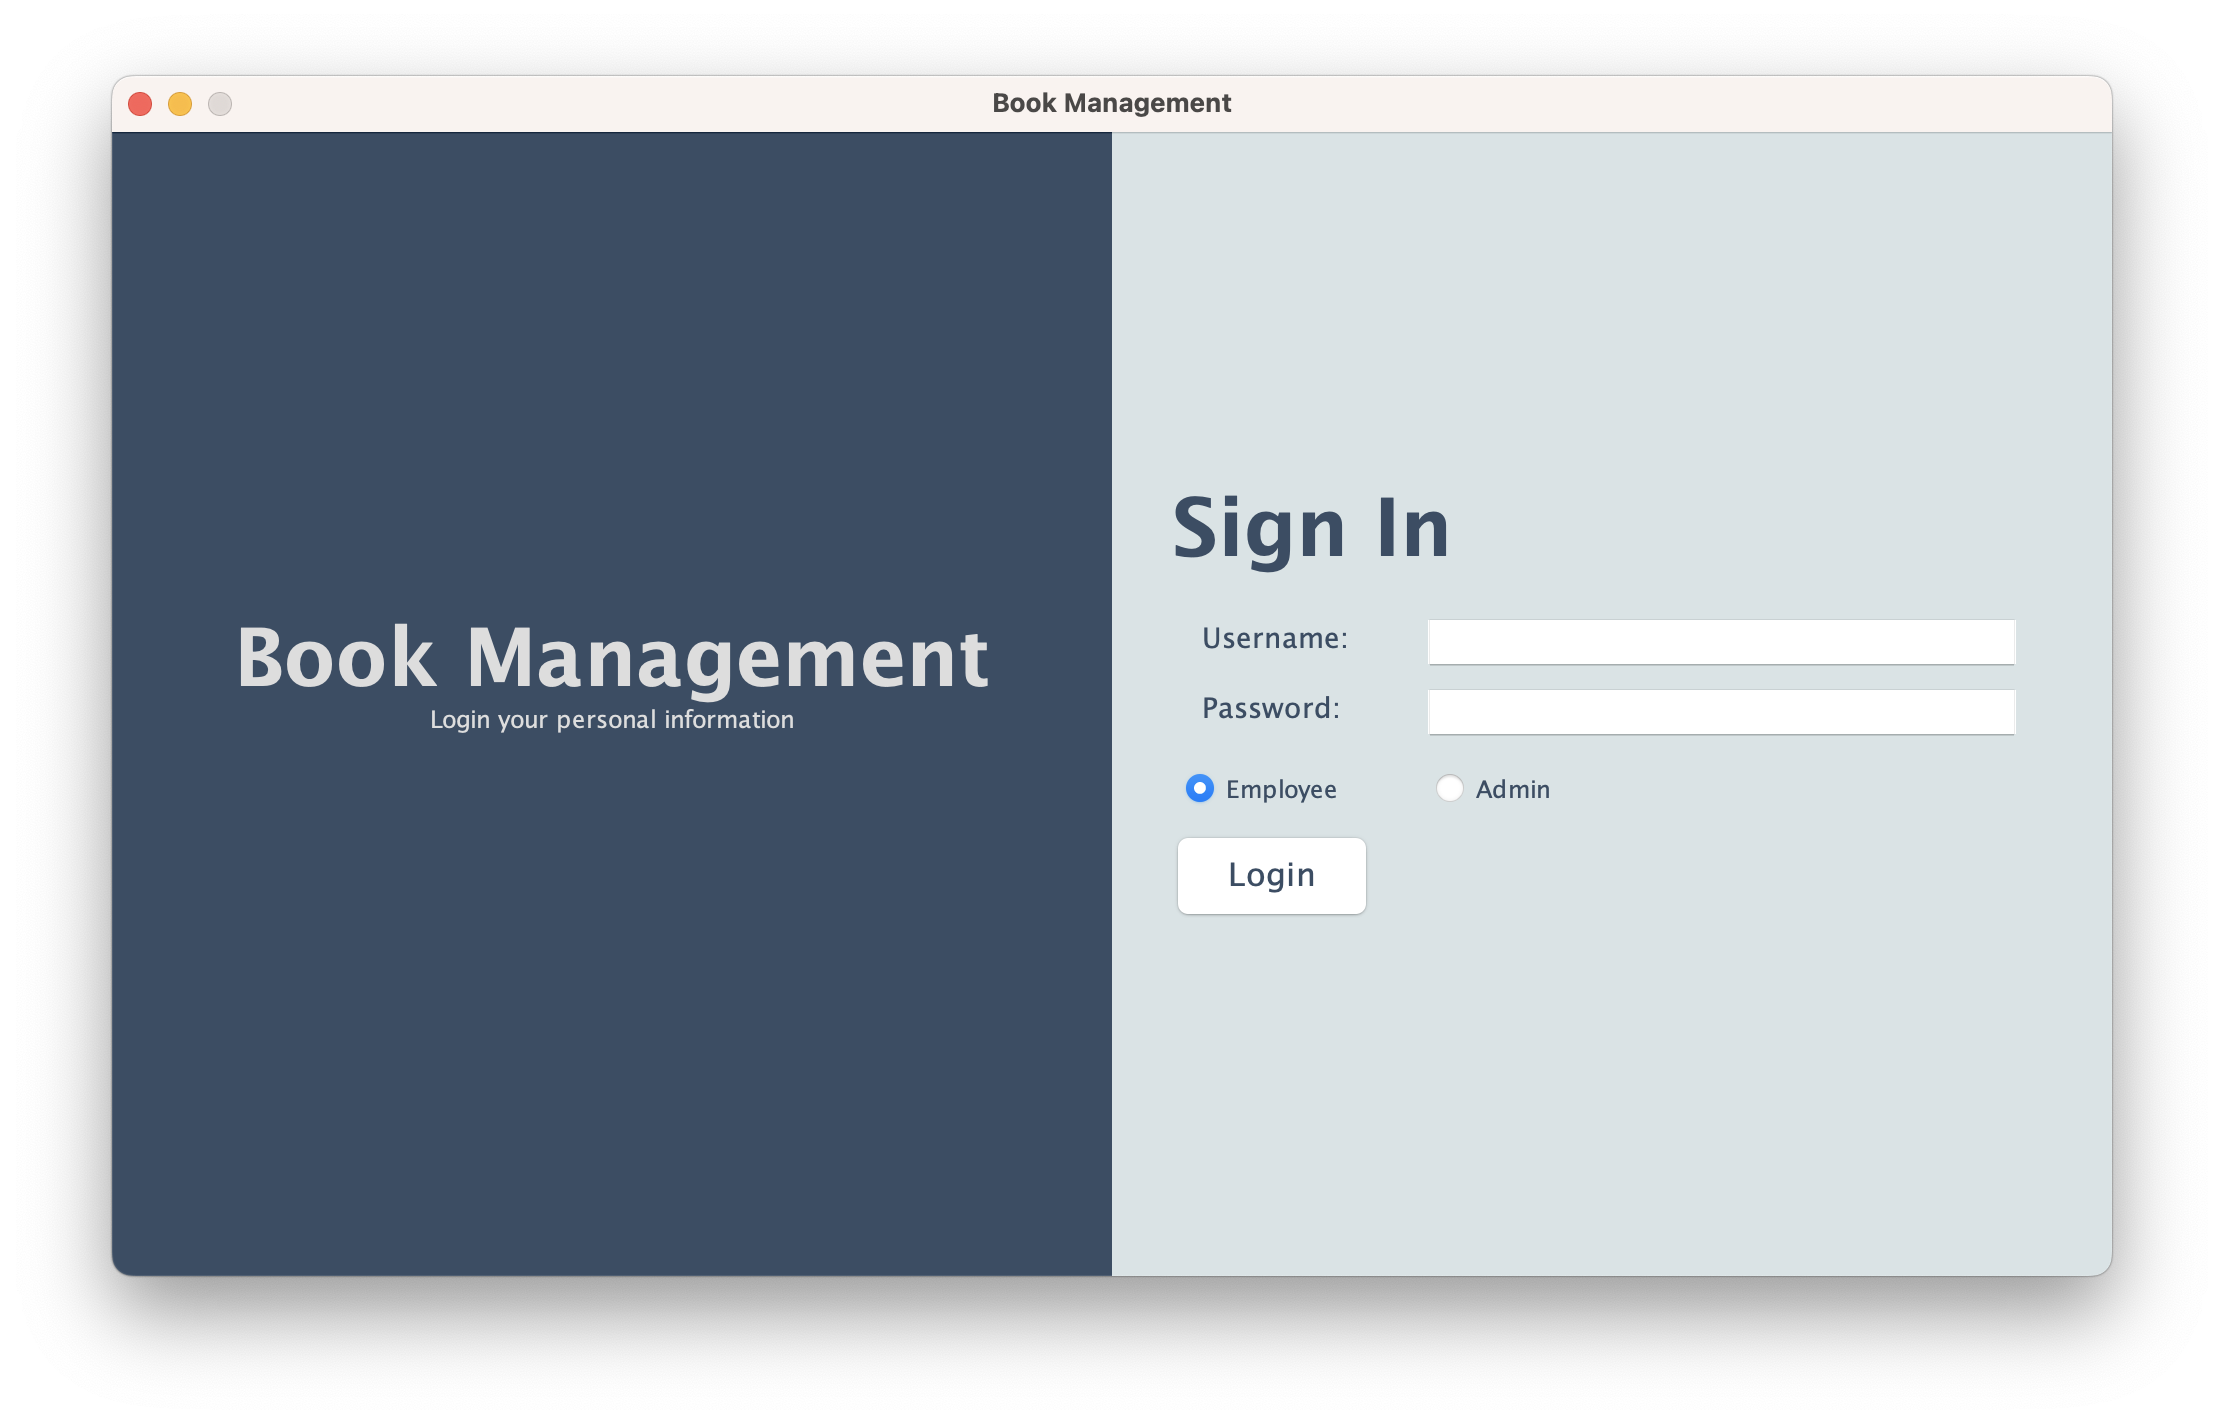 Book Management
Book Management
Login your personal information
Sign In
Username:
Password:
Employee Admin
Login